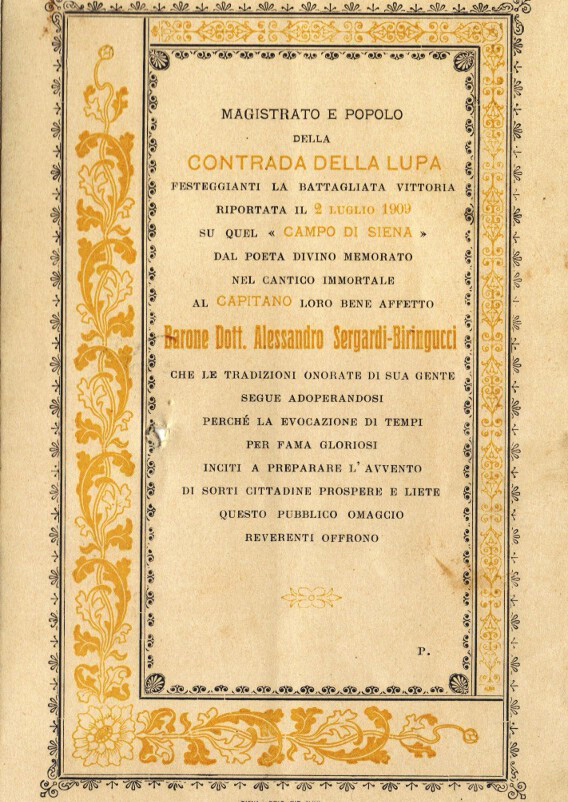 MAGISTRATO E POPOLO
DELLA
CONTRADA DELLA LUPA
FESTEGGIANTI LA BATTAGLIATA VITTORIA
RIPORTATA IL 2 LUGLIO 1909
SU QUEL « CAMPO DI SIENA »
DAL POETA DIVINO MEMORATO
NEL CANTICO IMMORTALE
AL CAPITANO LORO BENE AFFETTO
Barone Dott. Alessandro Sergardi-Biringucci
CHE LE TRADIZIONI ONORATE DI SUA GENTE
SEGUE ADOPERANDOSI
PERCHÉ LA EVOCAZIONE DI TEMPI
PER FAMA GLORIOSI
INCITI A PREPARARE L'AVVENTO
DI SORTI CITTADINE PROSPERE E LIETE
QUESTO PUBBLICO OMAGGIO
REVERENTI OFFRONO
P.